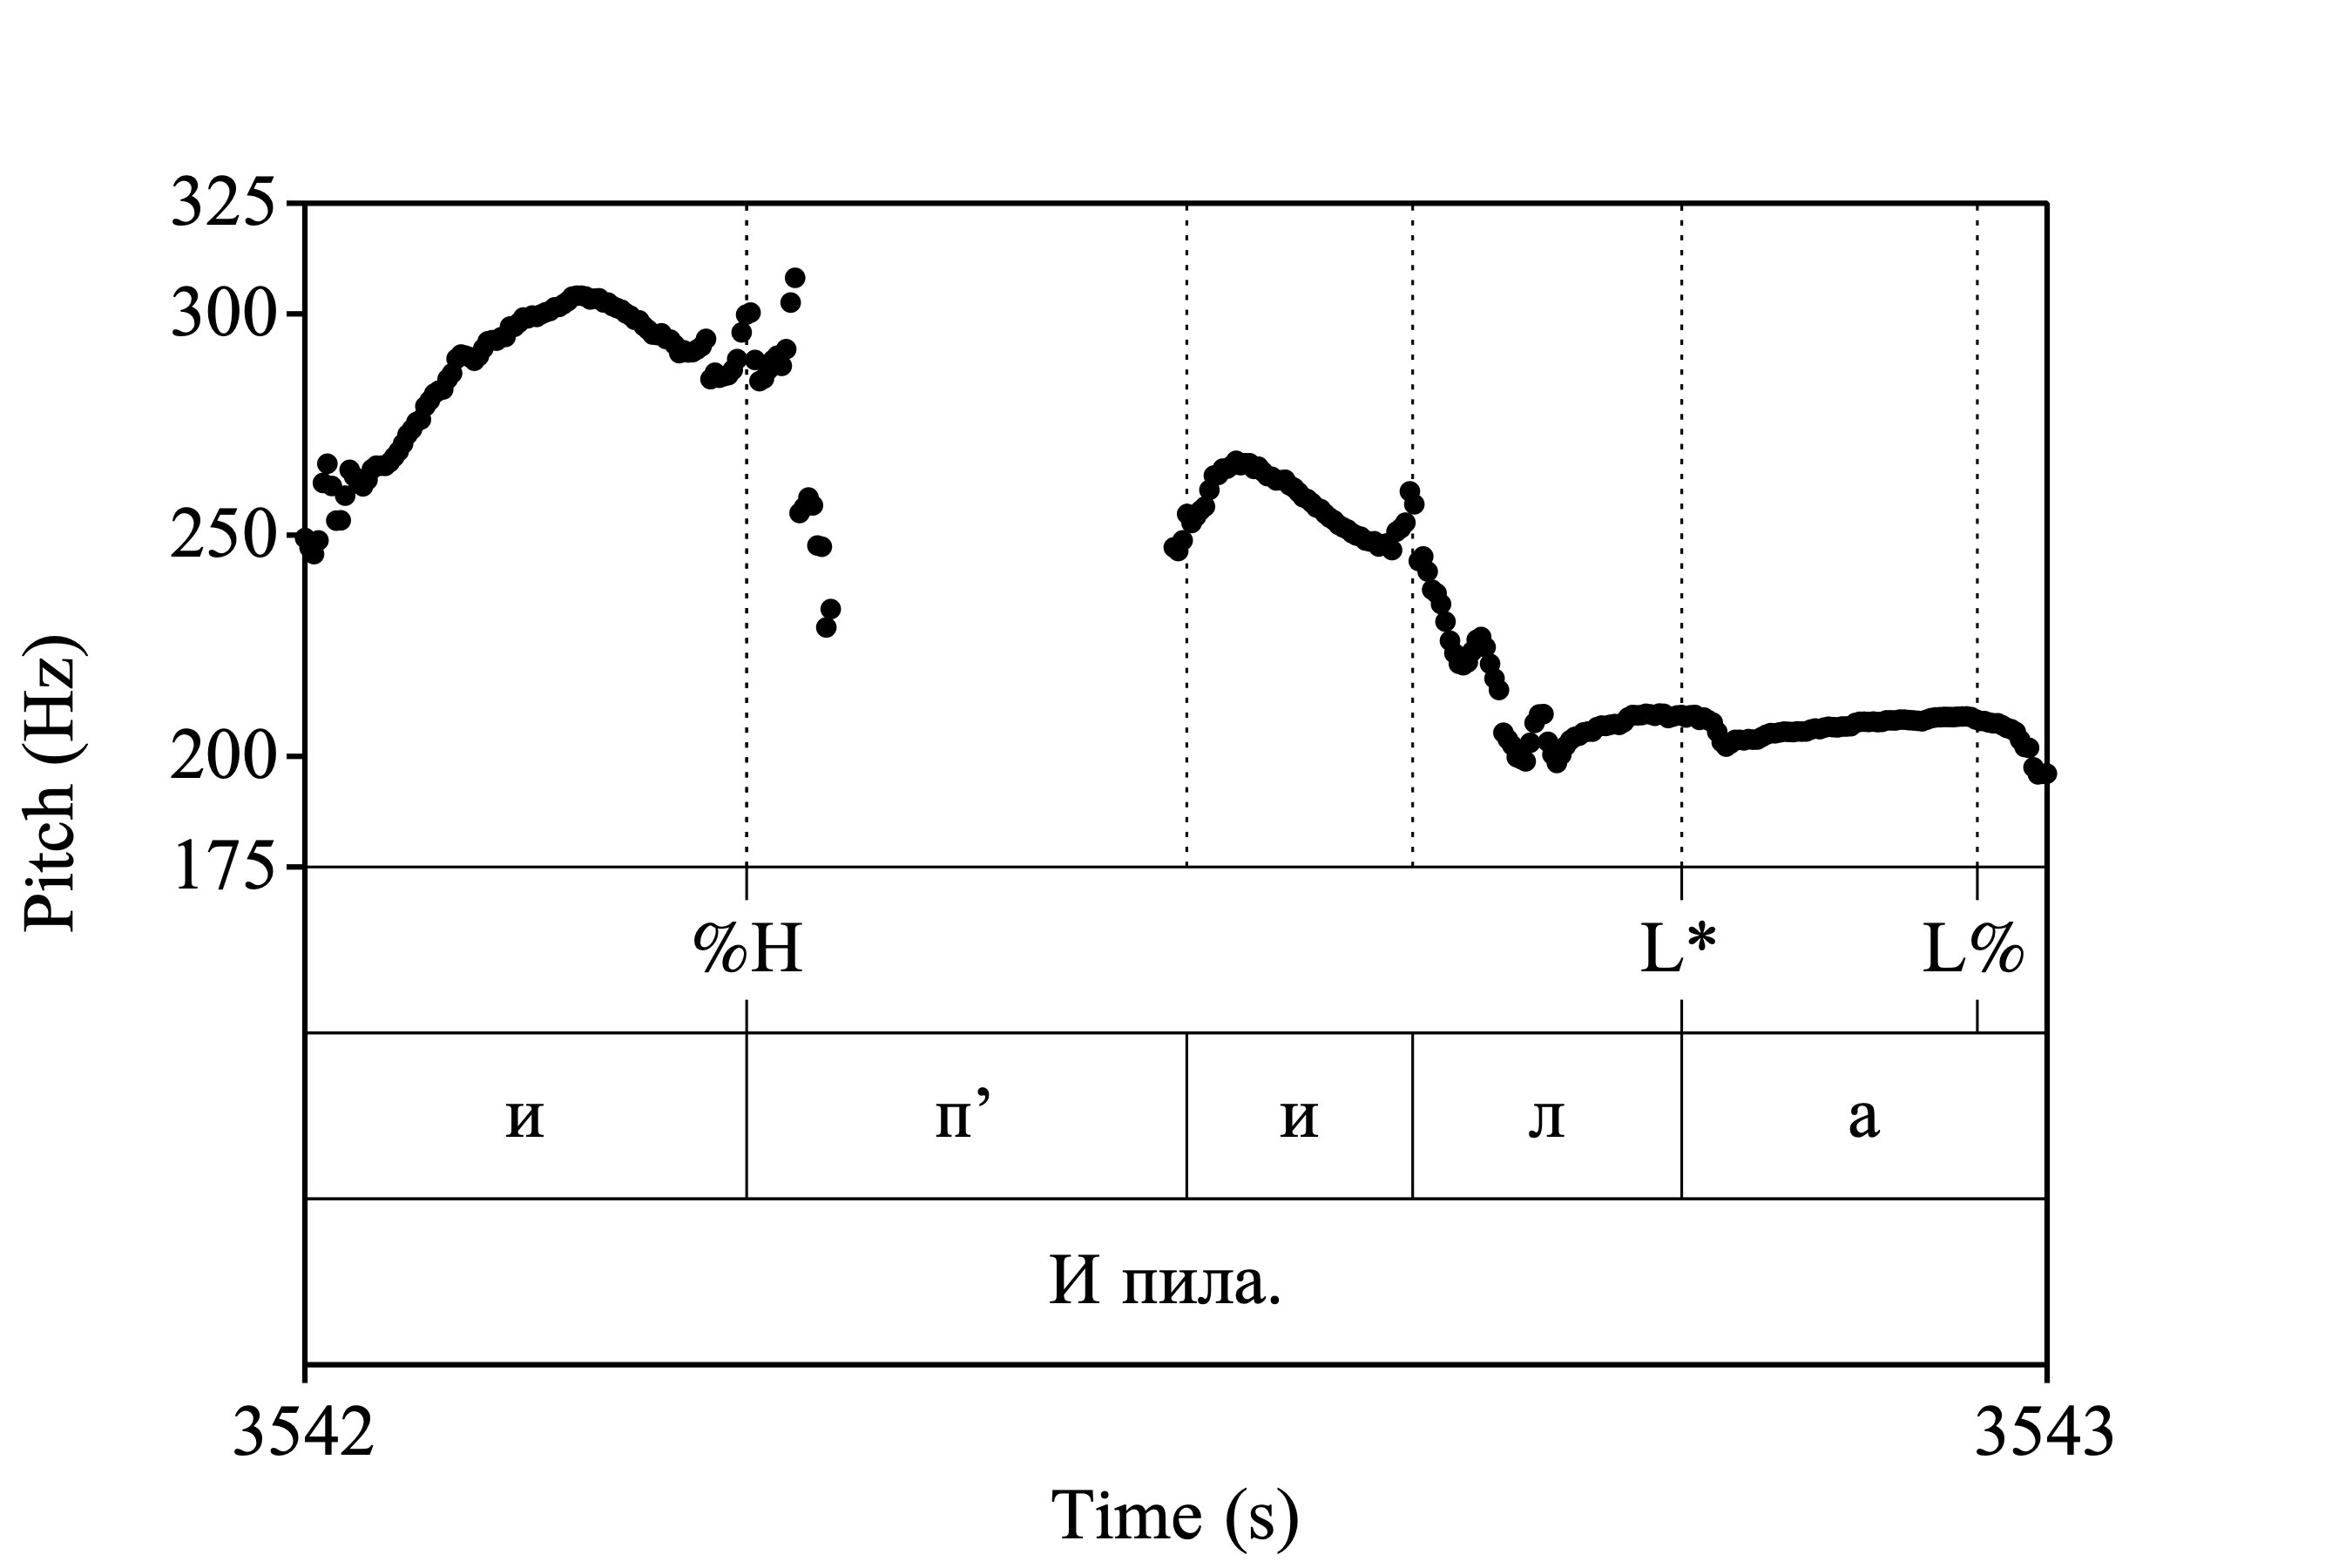 325
300
250
200
175
Pitch (Hz)
%H L* L%
и п’ и л а
И пила.
3542 3543
Time (s)